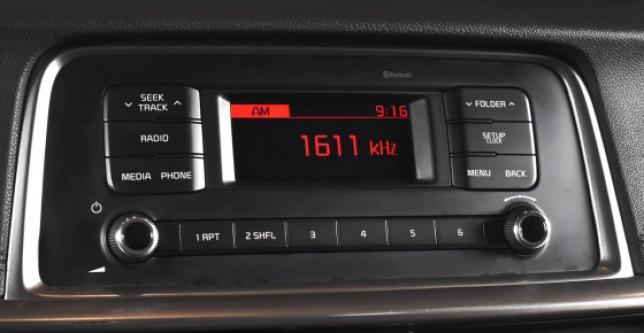 Bluetooth
SEEK
TRACK
RADIO
MEDIA PHONE
AM 9:16
1611 kHz
FOLDER
SETUP
CLOCK
MENU BACK
1 RPT 2 SHFL 3 4 5 6